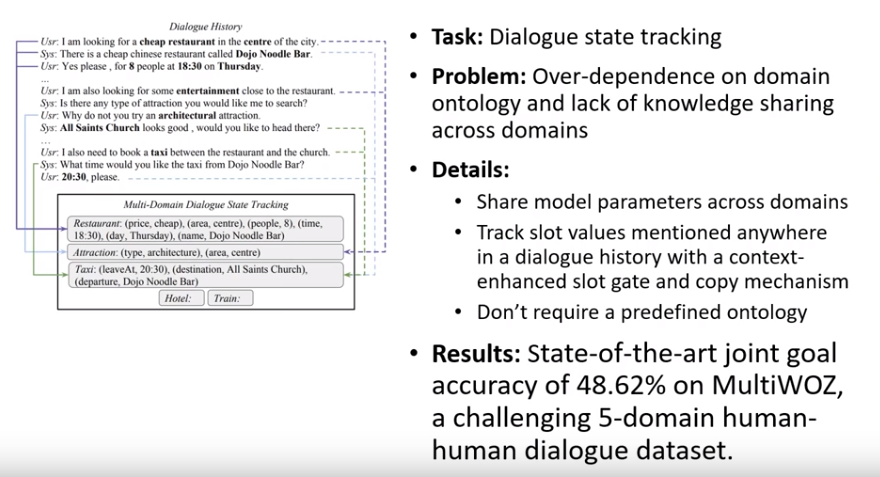 Dialogue History
Usr: I am looking for a cheap restaurant in the centre of the city.
Sys: There is a cheap chinese restaurant called Dojo Noodle Bar.
Usr: Yes please , for 8 people at 18:30 on Thursday.
...
Usr: I am also looking for some entertainment close to the restaurant.
Sys: Is there any type of attraction you would like me to search?
Usr: Why do not you try an architectural attraction.
Sys: All Saints Church looks good , would you like to head there?
...
Usr: I also need to book a taxi between the restaurant and the church.
Sys: What time would you like the taxi from Dojo Noodle Bar?
Usr: 20:30, please.
Multi-Domain Dialogue State Tracking
Restaurant: (price, cheap), (area, centre), (people, 8), (time,
18:30), (day, Thursday), (name, Dojo Noodle Bar)
Attraction: (type, architecture), (area, centre)
Taxi: (leaveAt, 20:30), (destination, All Saints Church),
(departure, Dojo Noodle Bar)
Hotel: Train:
• Task: Dialogue state tracking
• Problem: Over-dependence on domain
ontology and lack of knowledge sharing
across domains
• Details:
• Share model parameters across domains
• Track slot values mentioned anywhere
in a dialogue history with a context-
enhanced slot gate and copy mechanism
• Don't require a predefined ontology
• Results: State-of-the-art joint goal
accuracy of 48.62% on MultiWOZ,
a challenging 5-domain human-
human dialogue dataset.